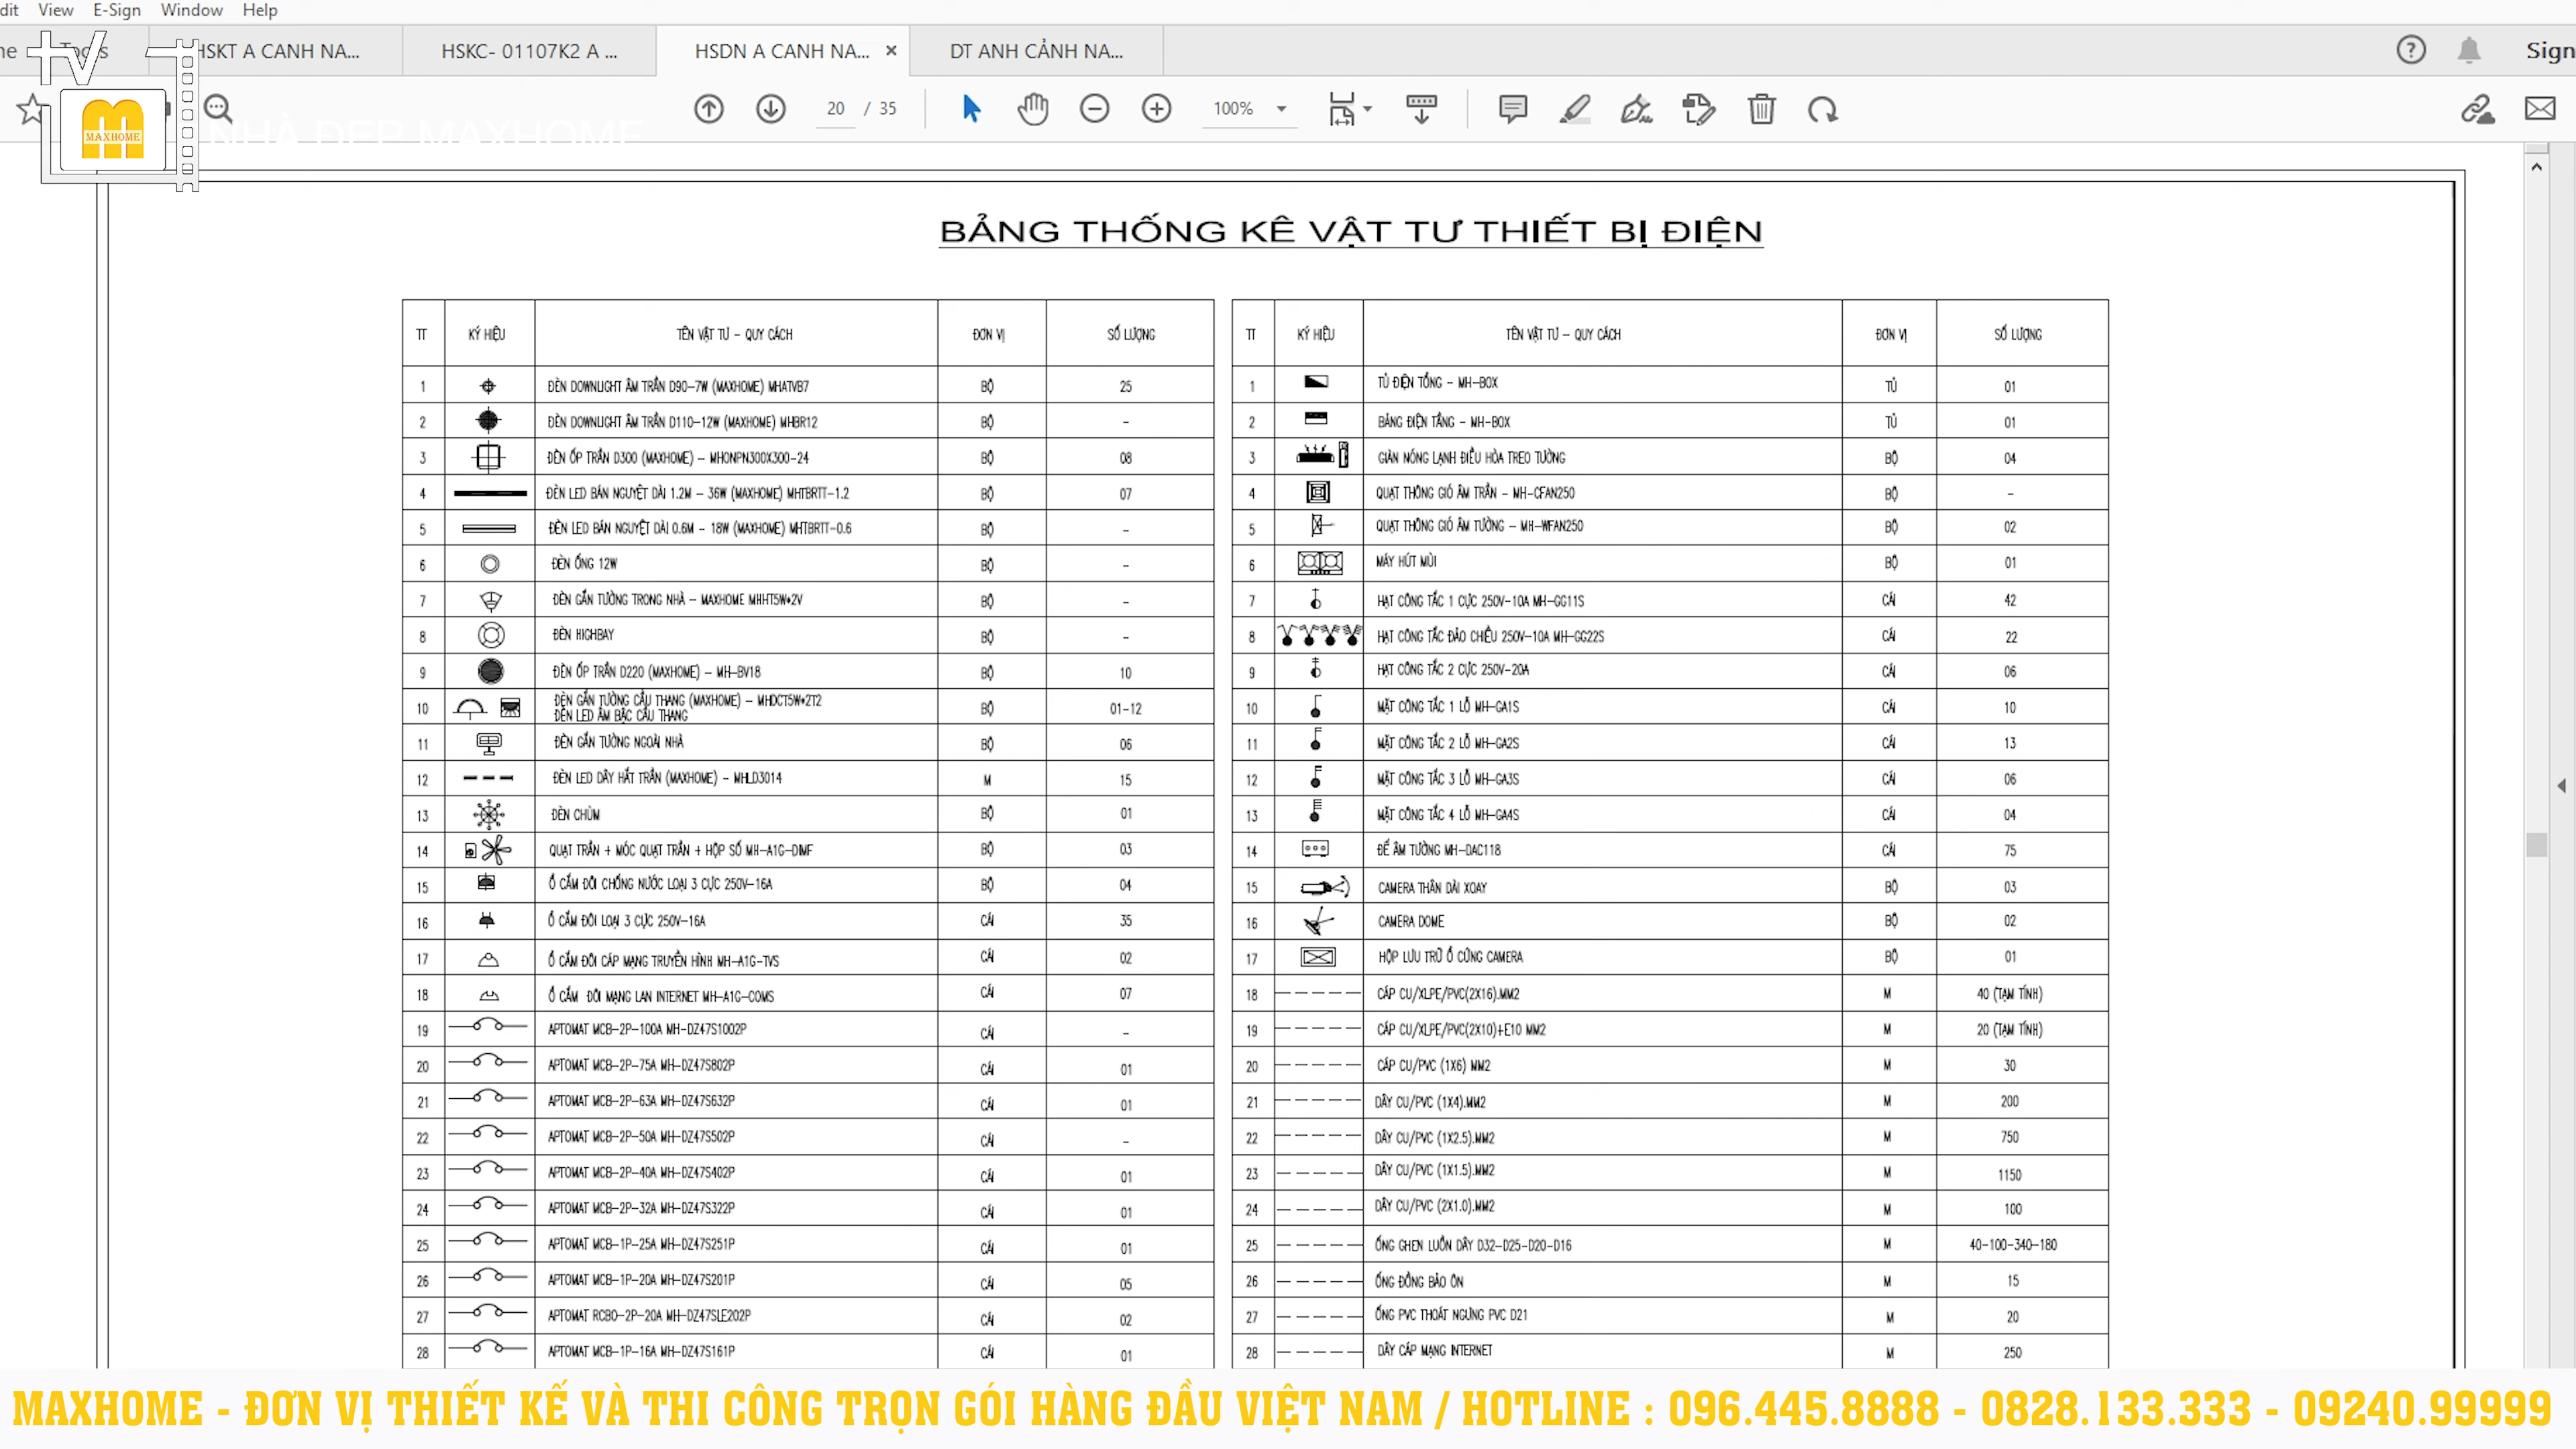 dit View E-Sign Window Help
ne Tools HSKT A CANH NA... HSKC- 01107K2 A ... HSDN A CANH NA... × DT ANH CẢNH NA... Sign
tv
MAXHOME
NHÀ ĐẸP MAXHOME
20 / 35 100%
BẢNG THỐNG KÊ VẬT TƯ THIẾT BỊ ĐIỆN
TT KÝ HIỆU TÊN VẬT TƯ - QUY CÁCH ĐƠN VỊ SỐ LƯỢNG
1 ĐÈN DOWNLIGHT ÂM TRẦN D90-7W (MAXHOME) MHATVB7 BỘ 25
2 ĐÈN DOWNLIGHT ÂM TRẦN D110-12W (MAXHOME) MHBR12 BỘ -
3 ĐÈN ỐP TRẦN D300 (MAXHOME) - MHONPN300X300-24 BỘ 08
4 ĐÈN LED BÁN NGUYỆT DÀI 1.2M - 36W (MAXHOME) MHTBRTT-1.2 BỘ 07
5 ĐÈN LED BÁN NGUYỆT DÀI 0.6M - 18W (MAXHOME) MHTBRTT-0.6 BỘ -
6 ĐÈN ỐNG 12W BỘ -
7 ĐÈN GẮN TƯỜNG TRONG NHÀ - MAXHOME MHHT5W*2V BỘ -
8 ĐÈN HIGHBAY BỘ -
9 ĐÈN ỐP TRẦN D220 (MAXHOME) - MH-BV18 BỘ 10
10 ĐÈN GẮN TƯỜNG CẦU THANG (MAXHOME) - MHDCT5W*2T2 BỘ 01-12
ĐÈN LED ÂM BẬC CẦU THANG
11 ĐÈN GẮN TƯỜNG NGOÀI NHÀ BỘ 06
12 ĐÈN LED DÂY HẮT TRẦN (MAXHOME) - MHLD3014 M 15
13 ĐÈN CHÙM BỘ 01
14 QUẠT TRẦN + MÓC QUẠT TRẦN + HỘP SỐ MH-A1G-DIMF BỘ 03
15 Ổ CẮM ĐÔI CHỐNG NƯỚC LOẠI 3 CỰC 250V-16A BỘ 04
16 Ổ CẮM ĐÔI LOẠI 3 CỰC 250V-16A CÁI 35
17 Ổ CẮM ĐÔI CÁP MẠNG TRUYỀN HÌNH MH-A1G-TVS CÁI 02
18 Ổ CẮM ĐÔI MẠNG LAN INTERNET MH-A1G-COMS CÁI 07
19 APTOMAT MCB-2P-100A MH-DZ47S1002P CÁI -
20 APTOMAT MCB-2P-75A MH-DZ47S802P CÁI 01
21 APTOMAT MCB-2P-63A MH-DZ47S632P CÁI 01
22 APTOMAT MCB-2P-50A MH-DZ47S502P CÁI -
23 APTOMAT MCB-2P-40A MH-DZ47S402P CÁI 01
24 APTOMAT MCB-2P-32A MH-DZ47S322P CÁI 01
25 APTOMAT MCB-1P-25A MH-DZ47S251P CÁI 01
26 APTOMAT MCB-1P-20A MH-DZ47S201P CÁI 05
27 APTOMAT RCBO-2P-20A MH-DZ47SLE202P CÁI 02
28 APTOMAT MCB-1P-16A MH-DZ47S161P CÁI 01
TT KÝ HIỆU TÊN VẬT TƯ - QUY CÁCH ĐƠN VỊ SỐ LƯỢNG
1 TỦ ĐIỆN TỔNG - MH-BOX TỦ 01
2 BẢNG ĐIỆN TẦNG - MH-BOX TỦ 01
3 GIÀN NÓNG LẠNH ĐIỀU HÒA TREO TƯỜNG BỘ 04
4 QUẠT THÔNG GIÓ ÂM TRẦN - MH-CFAN250 BỘ -
5 QUẠT THÔNG GIÓ ÂM TƯỜNG - MH-WFAN250 BỘ 02
6 MÁY HÚT MÙI BỘ 01
7 HẠT CÔNG TẮC 1 CỰC 250V-10A MH-GG11S CÁI 42
8 HẠT CÔNG TẮC ĐẢO CHIỀU 250V-10A MH-GG22S CÁI 22
9 HẠT CÔNG TẮC 2 CỰC 250V-20A CÁI 06
10 MẶT CÔNG TẮC 1 LỖ MH-GA1S CÁI 10
11 MẶT CÔNG TẮC 2 LỖ MH-GA2S CÁI 13
12 MẶT CÔNG TẮC 3 LỖ MH-GA3S CÁI 06
13 MẶT CÔNG TẮC 4 LỖ MH-GA4S CÁI 04
14 ĐẾ ÂM TƯỜNG MH-DAC118 CÁI 75
15 CAMERA THÂN DÀI XOAY BỘ 03
16 CAMERA DOME BỘ 02
17 HỘP LƯU TRỮ Ổ CỨNG CAMERA BỘ 01
18 CÁP CU/XLPE/PVC(2X16).MM2 M 40 (TẠM TÍNH)
19 CÁP CU/XLPE/PVC(2X10)+E10 MM2 M 20 (TẠM TÍNH)
20 CÁP CU/PVC (1X6) MM2 M 30
21 DÂY CU/PVC (1X4).MM2 M 200
22 DÂY CU/PVC (1X2.5).MM2 M 750
23 DÂY CU/PVC (1X1.5).MM2 M 1150
24 DÂY CU/PVC (2X1.0).MM2 M 100
25 ỐNG GHEN LUỒN DÂY D32-D25-D20-D16 M 40-100-340-180
26 ỐNG ĐỒNG BẢO ÔN M 15
27 ỐNG PVC THOÁT NGƯNG PVC D21 M 20
28 DÂY CÁP MẠNG INTERNET M 250
MAXHOME - ĐƠN VỊ THIẾT KẾ VÀ THI CÔNG TRỌN GÓI HÀNG ĐẦU VIỆT NAM / HOTLINE : 096.445.8888 - 0828.133.333 - 09240.99999